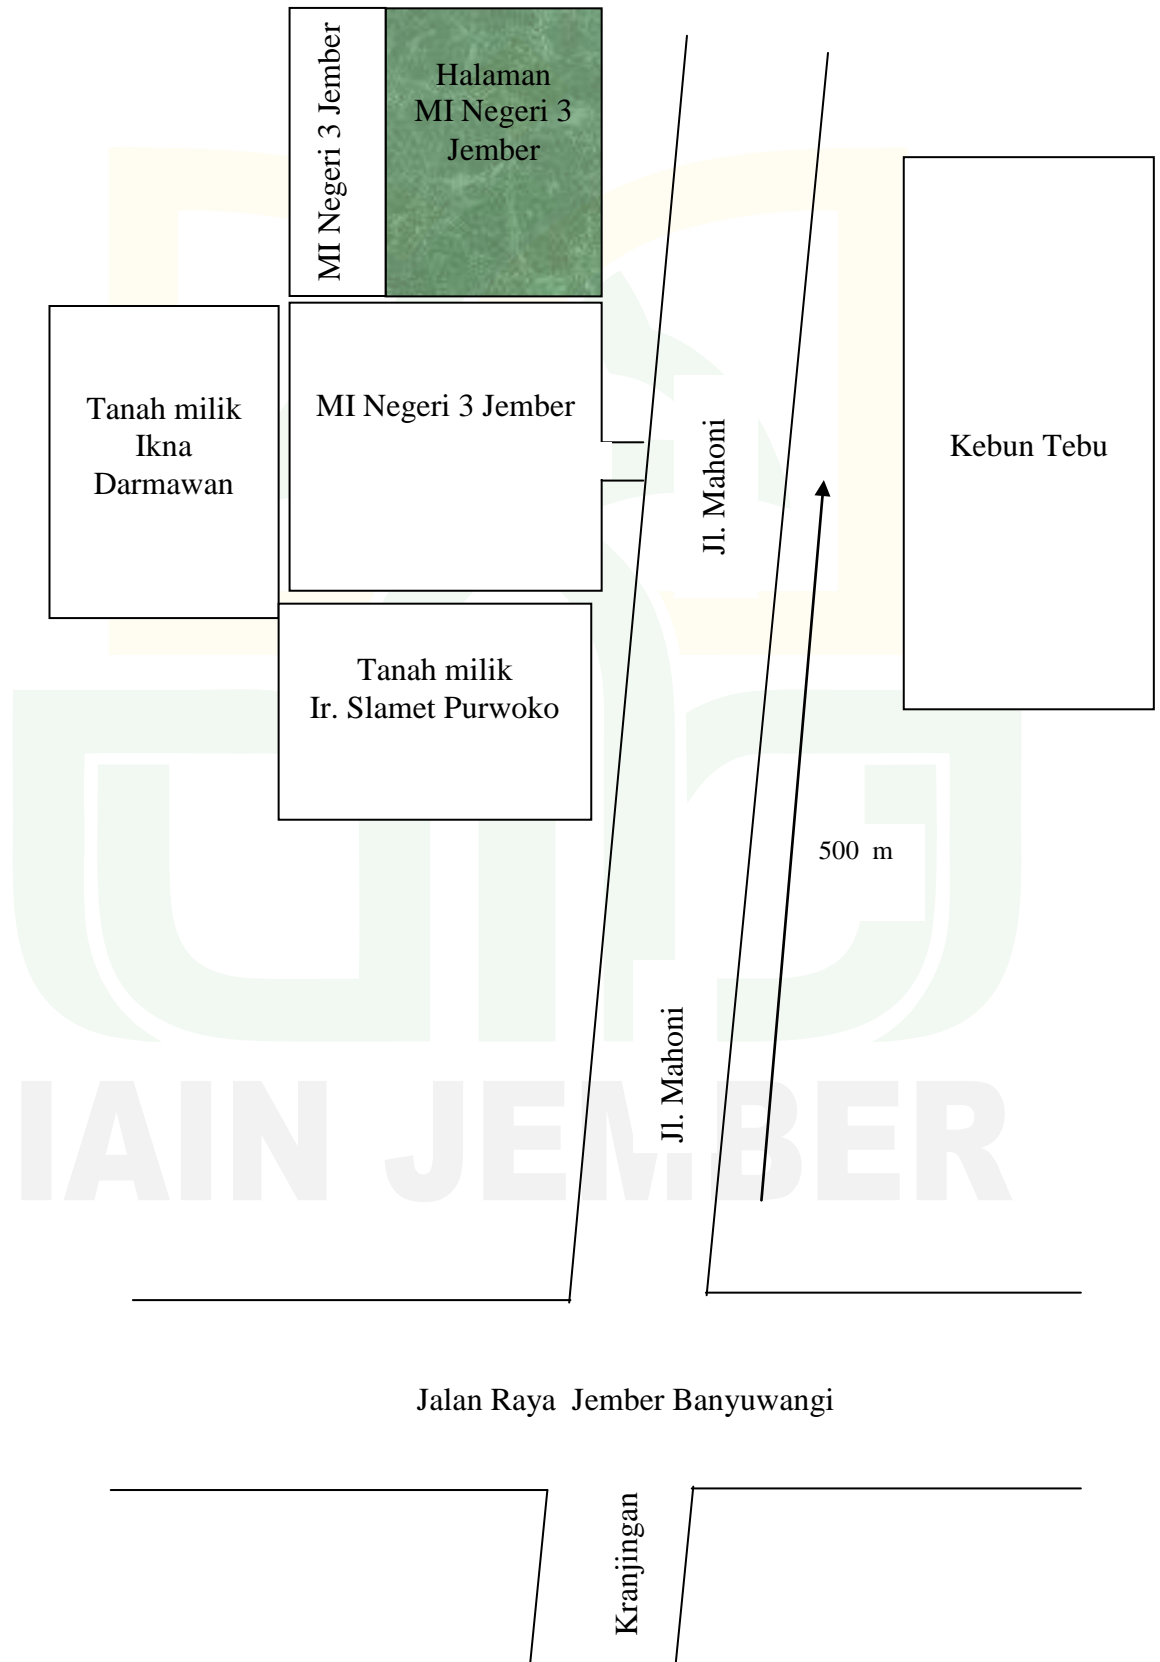 MI Negeri 3 Jember
Halaman
MI Negeri 3
Jember
Tanah milik
Ikna
Darmawan
MI Negeri 3 Jember
Jl. Mahoni
Kebun Tebu
Tanah milik
Ir. Slamet Purwoko
500 m
Jl. Mahoni
IAIN JEMBER
Jalan Raya Jember Banyuwangi
Kranjingan